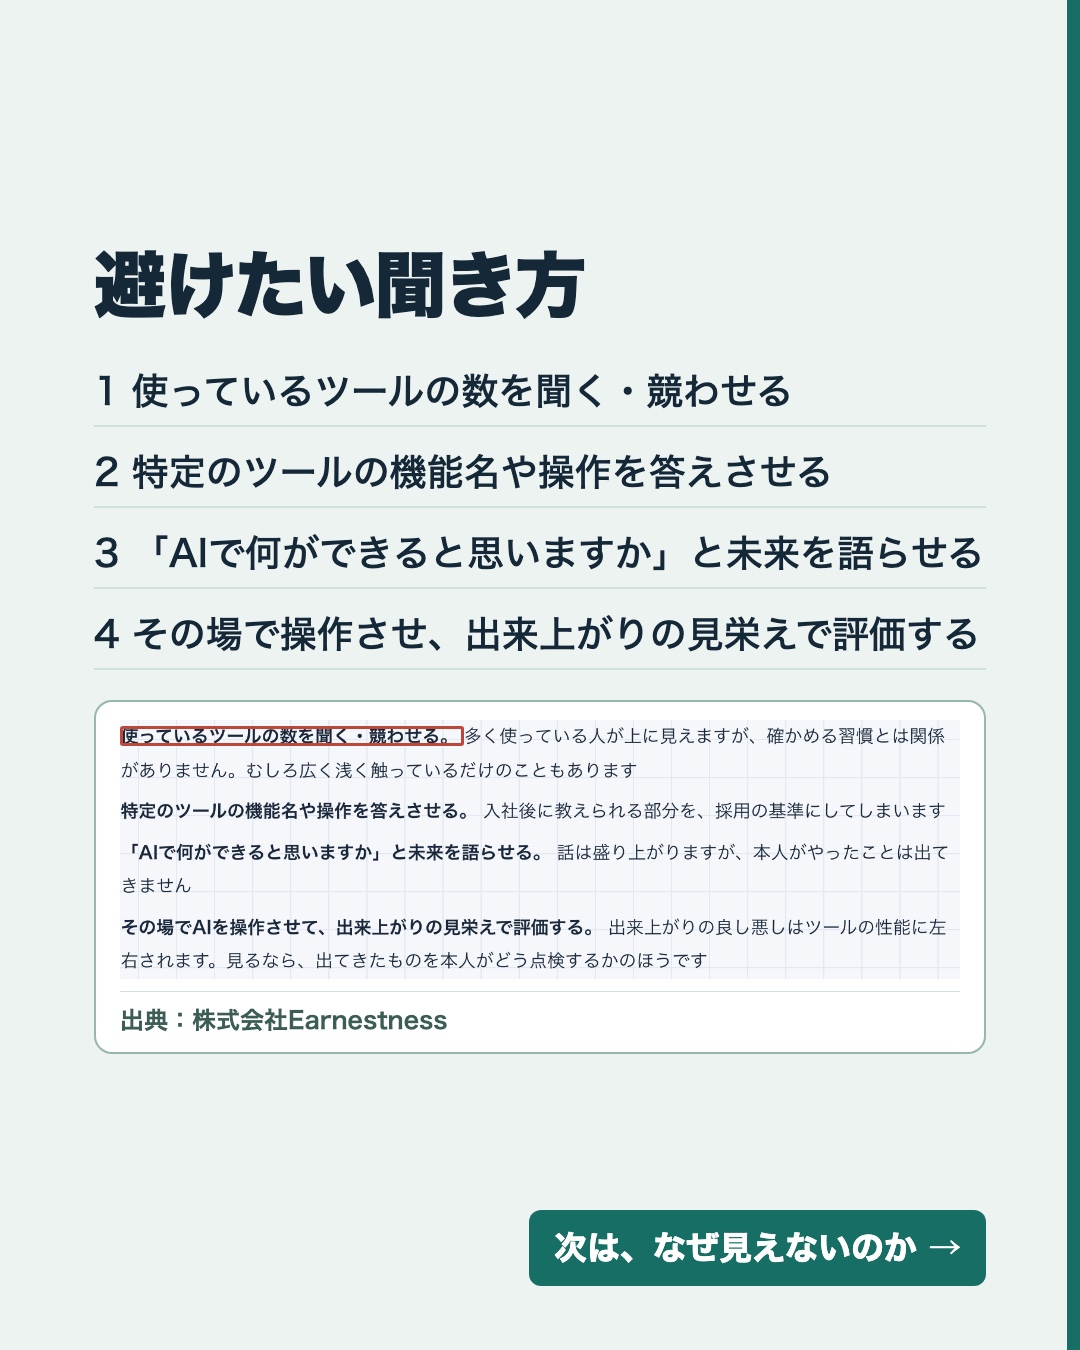 避けたい聞き方
1 使っているツールの数を聞く・競わせる
2 特定のツールの機能名や操作を答えさせる
3 「AIで何ができると思いますか」と未来を語らせる
4 その場で操作させ、出来上がりの見栄えで評価する
使っているツールの数を聞く・競わせる。多く使っている人が上に見えますが、確かめる習慣とは関係
がありません。むしろ広く浅く触っているだけのこともあります
特定のツールの機能名や操作を答えさせる。 入社後に教えられる部分を、採用の基準にしてしまいます
「AIで何ができると思いますか」と未来を語らせる。 話は盛り上がりますが、本人がやったことは出て
きません
その場でAIを操作させて、出来上がりの見栄えで評価する。 出来上がりの良し悪しはツールの性能に左
右されます。見るなら、出てきたものを本人がどう点検するかのほうです
出典：株式会社Earnestness
次は、なぜ見えないのか →